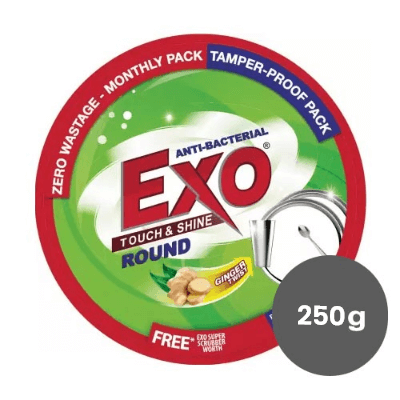 ZERO WASTAGE - MONTHLY PACK
TAMPER-PROOF PACK
ANTI-BACTERIAL
EXO®
TOUCH & SHINE
ROUND
GINGER
TWIST
FREE*
EXO SUPER
SCRUBBER
WORTH
250g